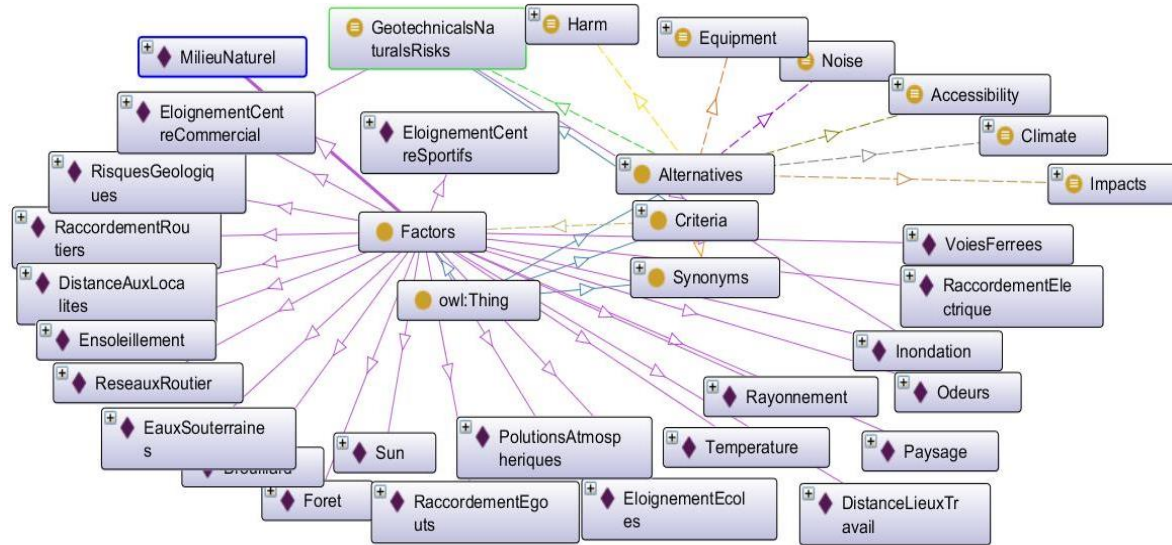 GeotechnicalsNa
turalsRisks
Harm
Equipment
Noise
MilieuNaturel
Accessibility
EloignementCent
reCommercial
EloignementCent
reSportifs
Climate
RisquesGeologiq
ues
Alternatives
Impacts
RaccordementRou
tiers
Factors
Criteria
VoiesFerrees
DistanceAuxLoca
lites
Synonyms
RaccordementEle
ctrique
owl:Thing
Ensoleillement
Inondation
ReseauxRoutier
Rayonnement
Odeurs
EauxSouterraine
s
Sun
PolutionsAtmosp
heriques
Temperature
Paysage
Brouillard
Foret
RaccordementEgo
uts
EloignementEcol
es
DistanceLieuxTr
avail